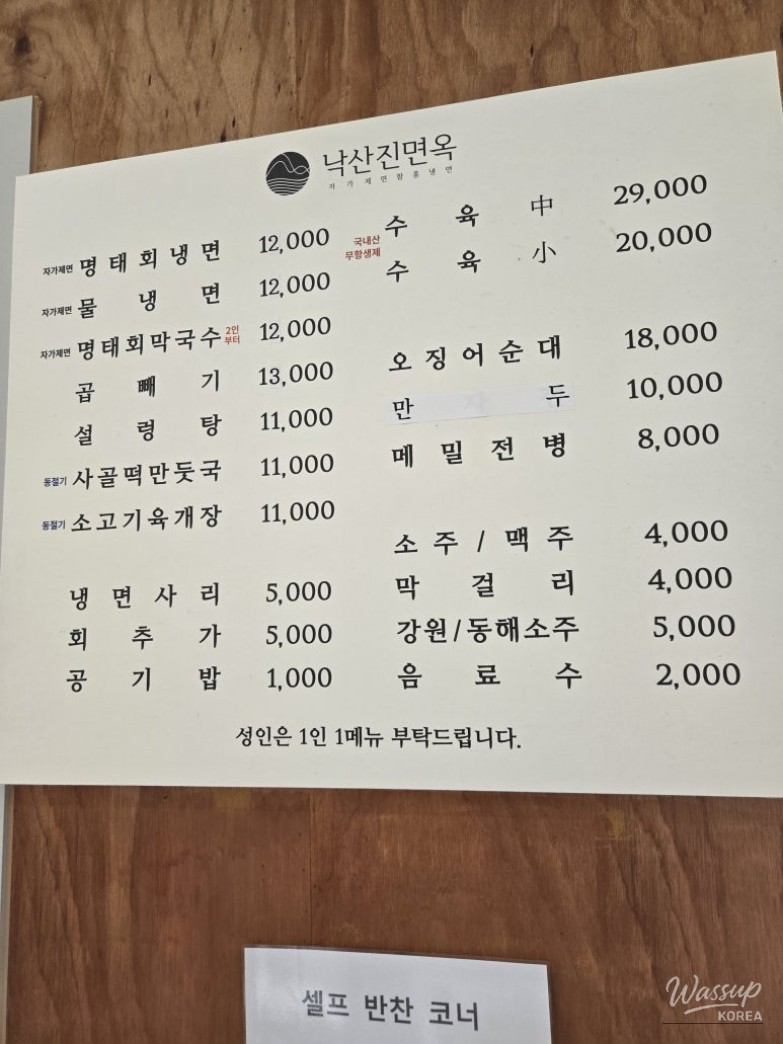 낙산진면옥
자가제면함흥냉면
자가제면 명태회냉면 12,000
자가제면 물냉면 12,000
자가제면 명태회막국수 2인부터 12,000
곱빼기 13,000
설렁탕 11,000
동절기 사골떡만둣국 11,000
동절기 소고기육개장 11,000
냉면사리 5,000
회추가 5,000
공기밥 1,000
국내산 무항생제
수육 中 29,000
수육 小 20,000
오징어순대 18,000
만두 10,000
메밀전병 8,000
소주/맥주 4,000
막걸리 4,000
강원/동해소주 5,000
음료수 2,000
성인은 1인 1메뉴 부탁드립니다.
셀프 반찬 코너
Wassup
KOREA